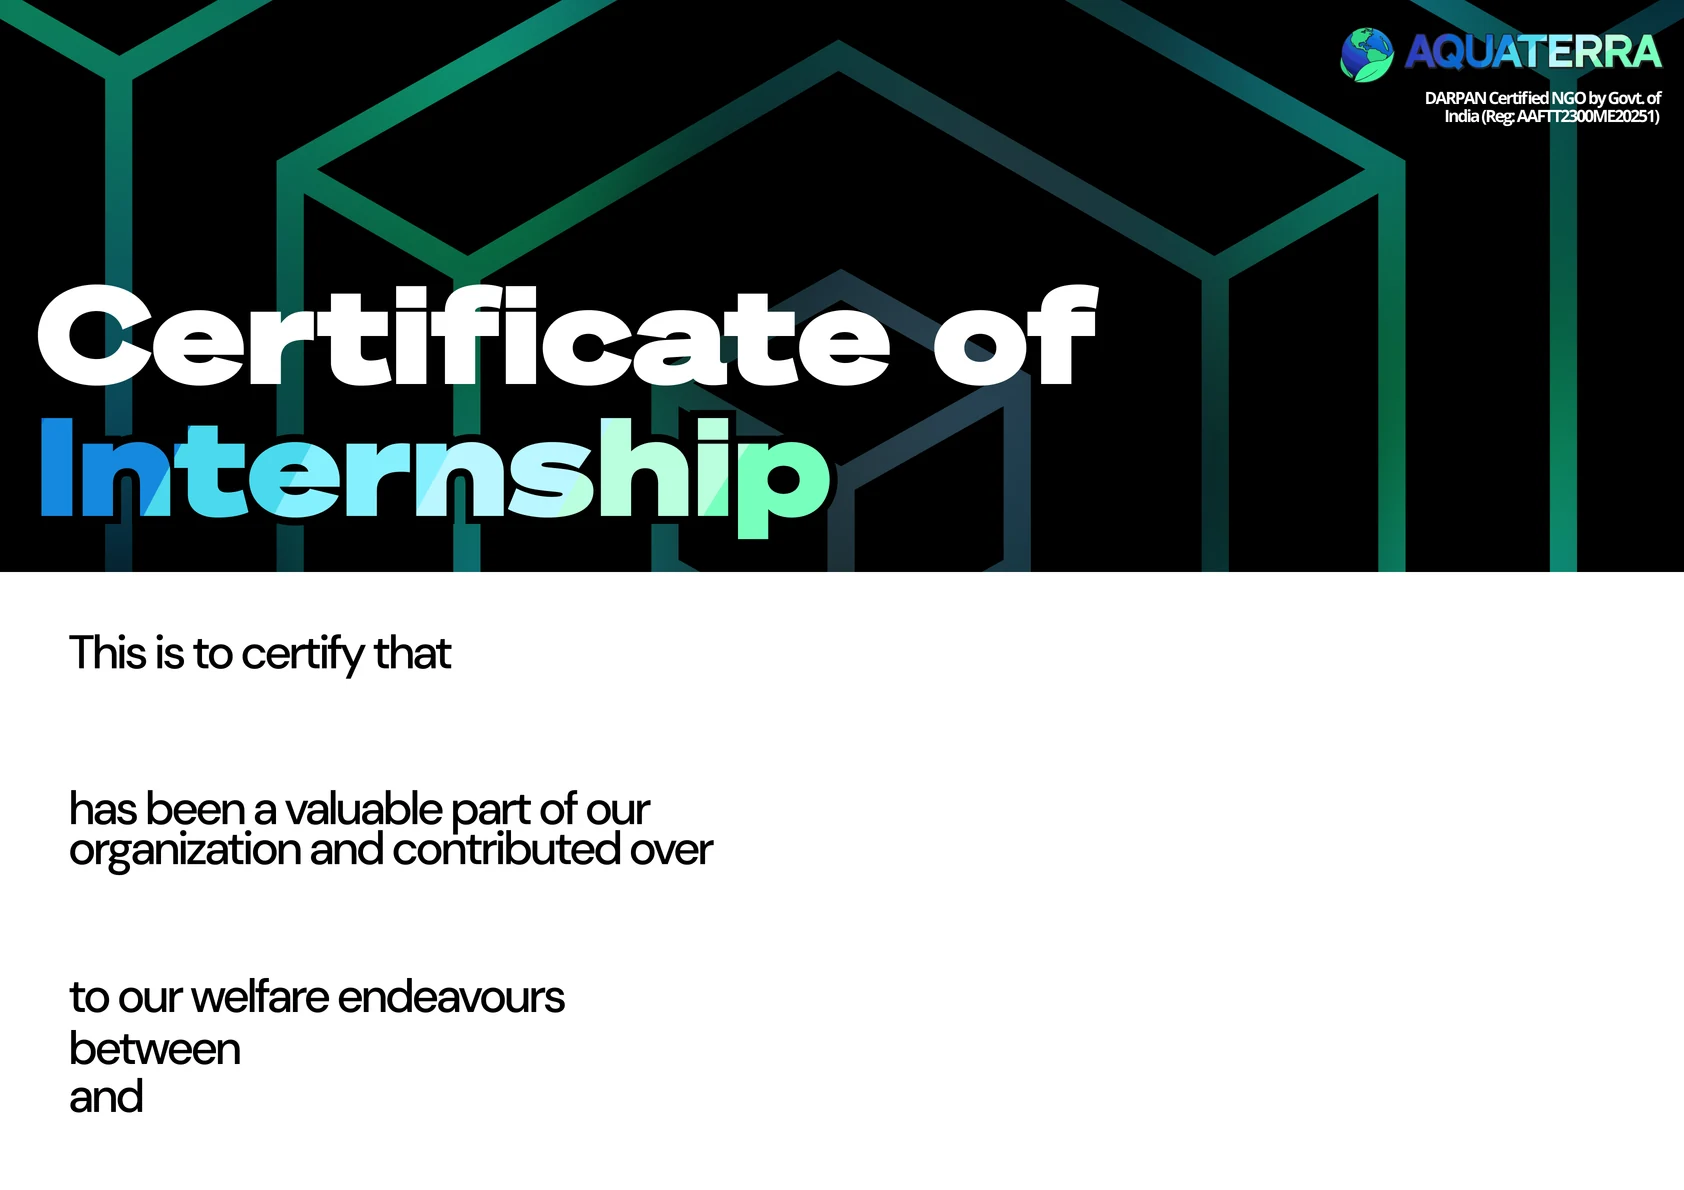 AQUATERRA
DARPAN Certified NGO by Govt. of
India (Reg: AAFTT2300ME20251)
Certificate of
Internship
This is to certify that
has been a valuable part of our
organization and contributed over
to our welfare endeavours
between
and